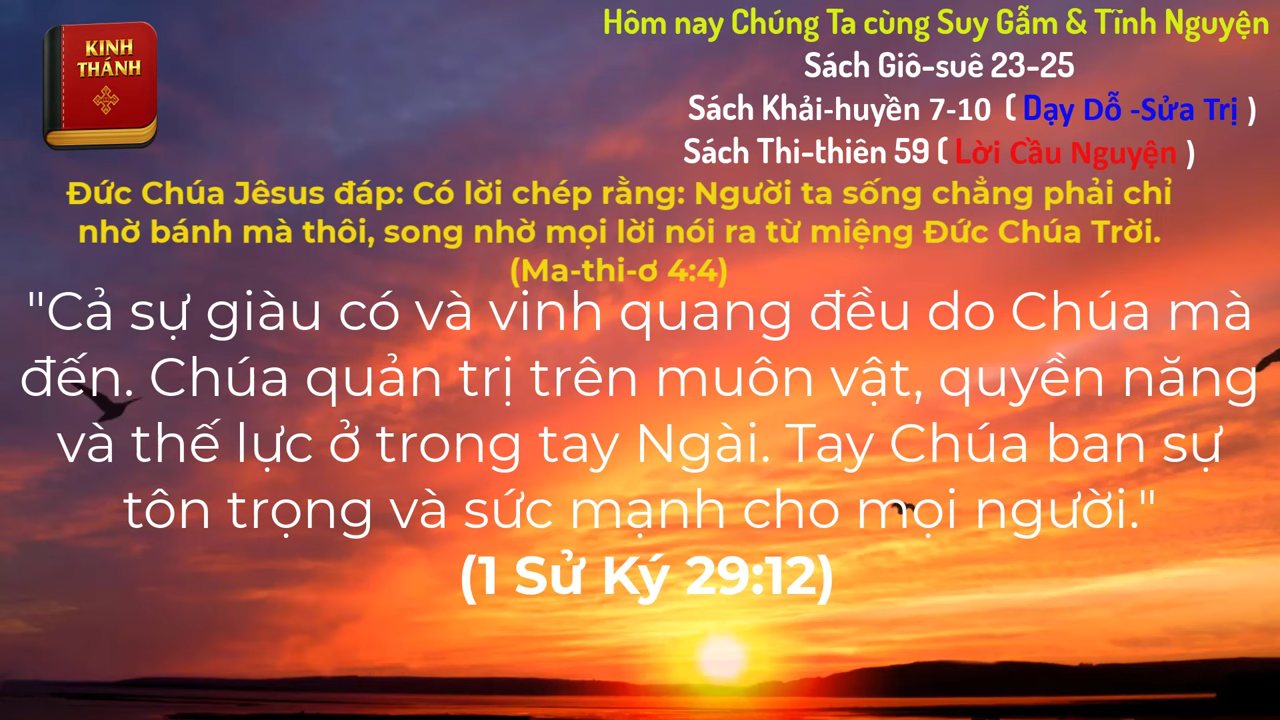 KINH
THÁNH
Hôm nay Chúng Ta cùng Suy Gẫm & Tĩnh Nguyện
Sách Giô-suê 23-25
Sách Khải-huyền 7-10 ( Dạy Dỗ -Sửa Trị )
Sách Thi-thiên 59 ( Lời Cầu Nguyện )
Đức Chúa Jêsus đáp: Có lời chép rằng: Người ta sống chẳng phải chỉ
nhờ bánh mà thôi, song nhờ mọi lời nói ra từ miệng Đức Chúa Trời.
(Ma-thi-ơ 4:4)
"Cả sự giàu có và vinh quang đều do Chúa mà
đến. Chúa quản trị trên muôn vật, quyền năng
và thế lực ở trong tay Ngài. Tay Chúa ban sự
tôn trọng và sức mạnh cho mọi người."
(1 Sử Ký 29:12)